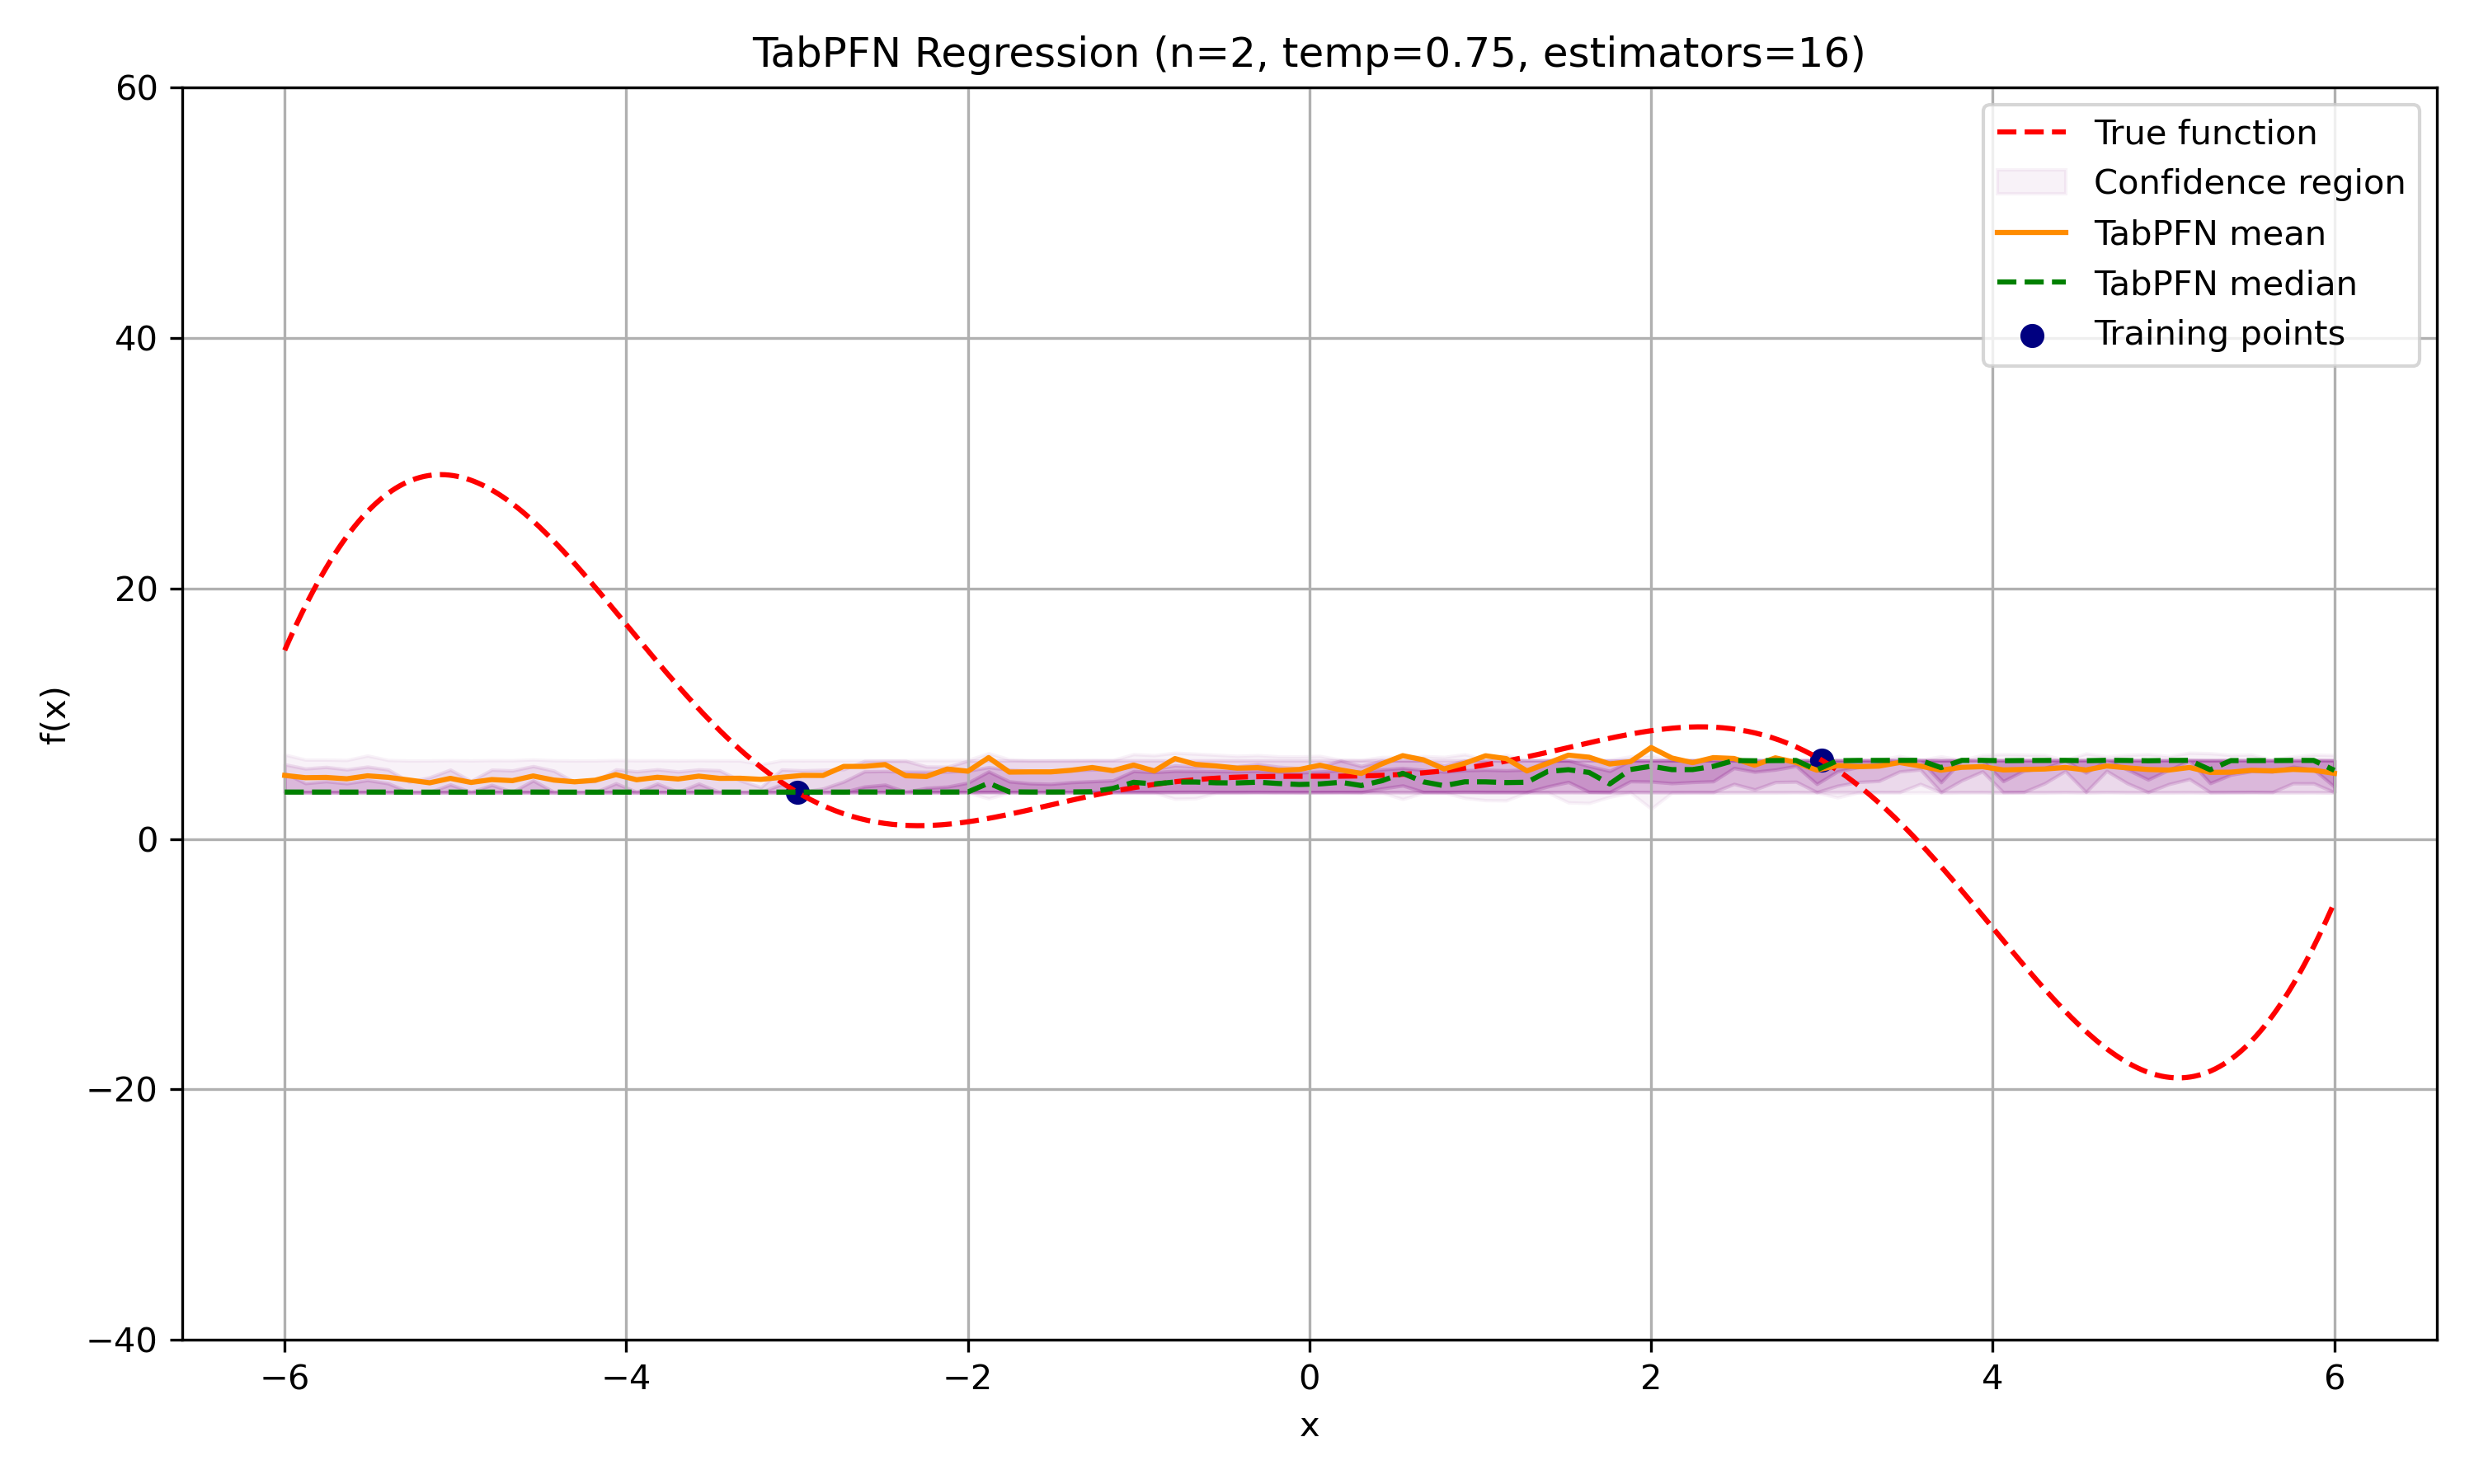 TabPFN Regression (n=2, temp=0.75, estimators=16)
60
40
20
0
−20
−40
f(x)
True function
Confidence region
TabPFN mean
TabPFN median
Training points
−6
−4
−2
0
2
4
6
x